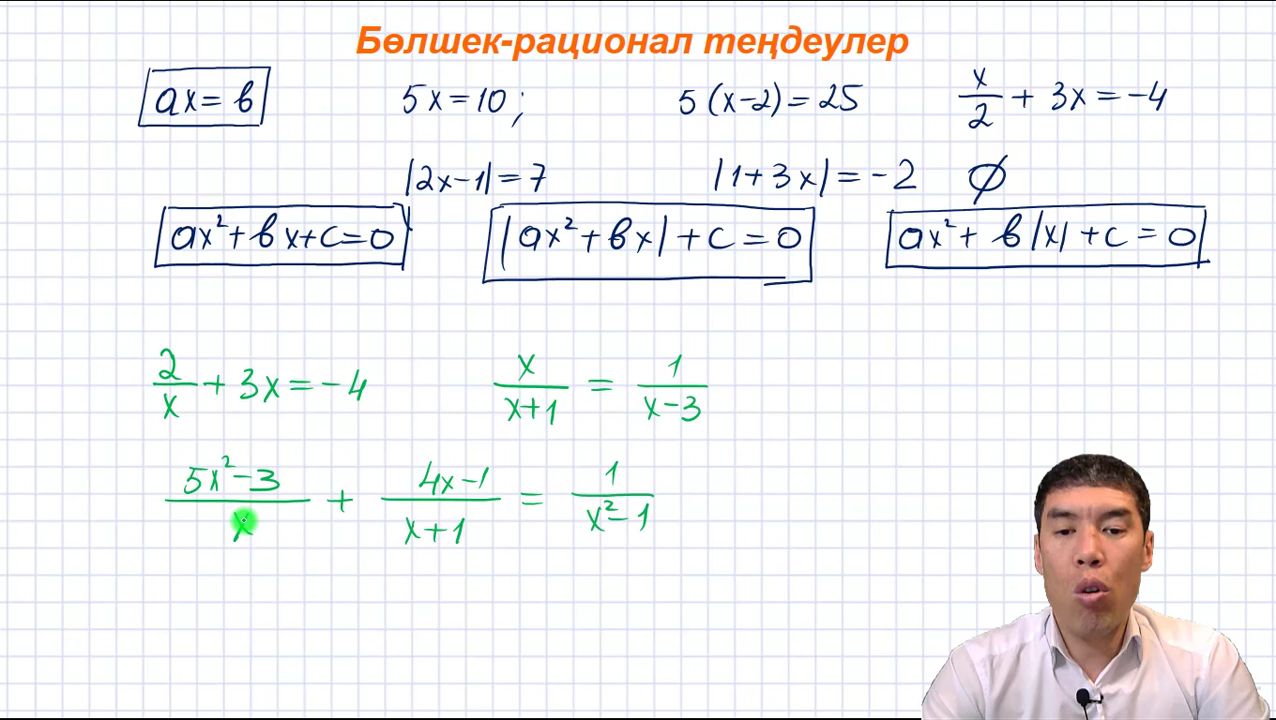 Бөлшек-рационал теңдеулер
ax = b 5x = 10; 5(x-2) = 25 x/2 + 3x = -4
|2x-1| = 7 |1+3x| = -2 ∅
ax² + bx + c = 0 |ax² + bx| + c = 0 ax² + b|x| + c = 0
2/x + 3x = -4 x/(x+1) = 1/(x-3)
(5x²-3)/x + (4x-1)/(x+1) = 1/(x²-1)